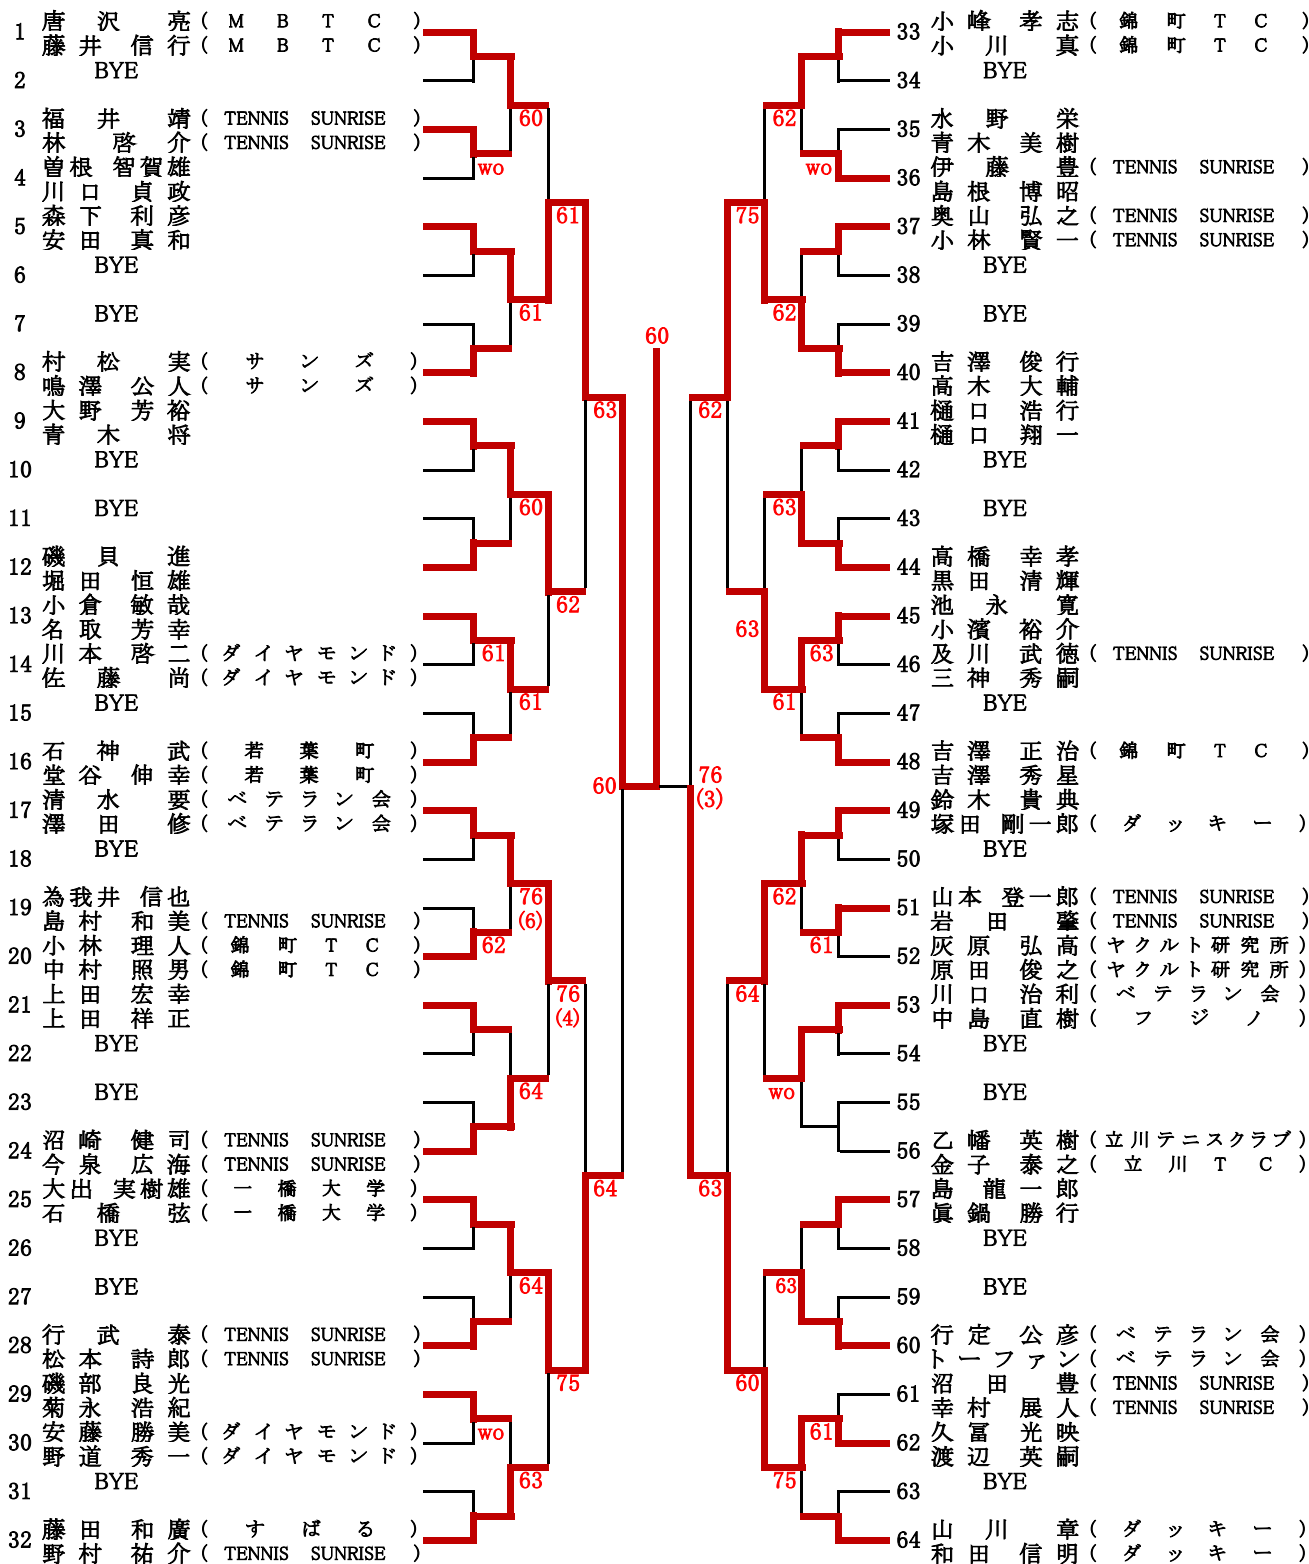 1 唐沢 亮 ( M B T C )
藤井 信行 ( M B T C )
2 BYE
3 福井 靖 ( TENNIS SUNRISE )
林 啓介 ( TENNIS SUNRISE )
4 曽根 智賀雄
川口 貞政
5 森下 利彦
安田 真和
6 BYE
7 BYE
8 村松 実 ( サンズ )
鳴澤 公人 ( サンズ )
9 大野 芳裕
青木 将
10 BYE
11 BYE
12 磯貝 進
堀田 恒雄
13 小倉 敏哉
名取 芳幸
14 川本 啓二 ( ダイヤモンド )
佐藤 尚 ( ダイヤモンド )
15 BYE
16 石神 武 ( 若葉町 )
堂谷 伸幸 ( 若葉町 )
17 清水 要 ( ベテラン会 )
澤田 修 ( ベテラン会 )
18 BYE
19 為我井 信也
島村 和美 ( TENNIS SUNRISE )
20 小林 理人 ( 錦町TC )
中村 照男 ( 錦町TC )
21 上田 宏幸
上田 祥正
22 BYE
23 BYE
24 沼崎 健司 ( TENNIS SUNRISE )
今泉 広海 ( TENNIS SUNRISE )
25 大出 実樹雄 ( 一橋大学 )
石橋 弦 ( 一橋大学 )
26 BYE
27 BYE
28 行武 泰 ( TENNIS SUNRISE )
松本 詩郎 ( TENNIS SUNRISE )
29 磯部 良光
菊永 浩紀
30 安藤 勝美 ( ダイヤモンド )
野道 秀一 ( ダイヤモンド )
31 BYE
32 藤田 和廣 ( すばる )
野村 祐介 ( TENNIS SUNRISE )
60
wo
61
61
60
62
61
61
63
76
(6)
62
76
(4)
64
64
64
75
wo
63
60
60
76
(3)
62
75
62
wo
62
63
63
63
61
62
61
64
wo
63
63
60
61
75
33 小峰 孝志 ( 錦町TC )
小川 真 ( 錦町TC )
34 BYE
35 水野 栄
青木 美樹
36 伊藤 豊 ( TENNIS SUNRISE )
島根 博昭
37 奥山 弘之 ( TENNIS SUNRISE )
小林 賢一 ( TENNIS SUNRISE )
38 BYE
39 BYE
40 吉澤 俊行
高木 大輔
41 樋口 浩行
樋口 翔一
42 BYE
43 BYE
44 高橋 幸孝
黒田 清輝
45 池永 寛
小濱 裕介
46 及川 武徳 ( TENNIS SUNRISE )
三神 秀嗣
47 BYE
48 吉澤 正治 ( 錦町TC )
吉澤 秀星
49 鈴木 貴典
塚田 剛一郎 ( ダッキー )
50 BYE
51 山本 登一郎 ( TENNIS SUNRISE )
岩田 肇 ( TENNIS SUNRISE )
52 灰原 弘高 ( ヤクルト研究所 )
原田 俊之 ( ヤクルト研究所 )
53 川口 治利 ( ベテラン会 )
中島 直樹 ( フジノ )
54 BYE
55 BYE
56 乙幡 英樹 ( 立川テニスクラブ )
金子 泰之 ( 立川TC )
57 島 龍一郎
眞鍋 勝行
58 BYE
59 BYE
60 行定 公彦 ( ベテラン会 )
トーファン ( ベテラン会 )
61 沼田 豊 ( TENNIS SUNRISE )
幸村 展人 ( TENNIS SUNRISE )
62 久冨 光映
渡辺 英嗣
63 BYE
64 山川 章 ( ダッキー )
和田 信明 ( ダッキー )